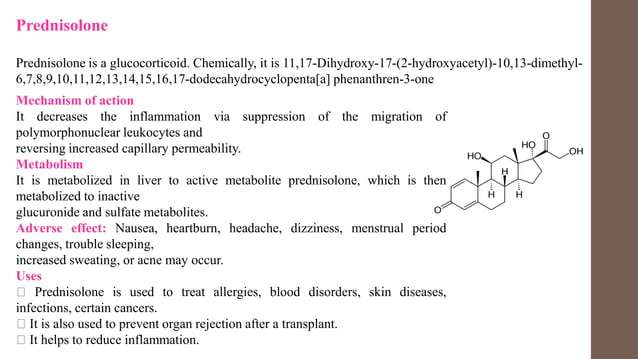 Prednisolone
Prednisolone is a glucocorticoid. Chemically, it is 11,17-Dihydroxy-17-(2-hydroxyacetyl)-10,13-dimethyl-
6,7,8,9,10,11,12,13,14,15,16,17-dodecahydrocyclopenta[a] phenanthren-3-one
Mechanism of action
It decreases the inflammation via suppression of the migration of
polymorphonuclear leukocytes and
reversing increased capillary permeability.
Metabolism
It is metabolized in liver to active metabolite prednisolone, which is then
metabolized to inactive
glucuronide and sulfate metabolites.
Adverse effect: Nausea, heartburn, headache, dizziness, menstrual period
changes, trouble sleeping,
increased sweating, or acne may occur.
Uses
Prednisolone is used to treat allergies, blood disorders, skin diseases,
infections, certain cancers.
It is also used to prevent organ rejection after a transplant.
It helps to reduce inflammation.
O
HO
OH
HO
H
H
H
O